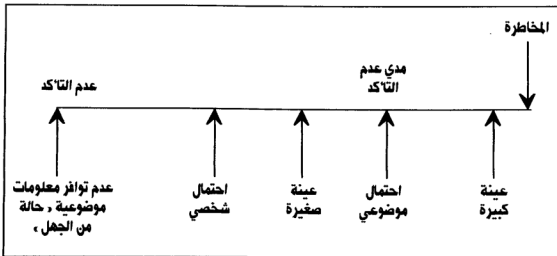 المخاطرة
مدي عدم
التأكد
عدم التأكد
عينة
كبيرة
احتمال
موضوعي
عينة
صغيرة
احتمال
شخصي
عدم توافر معلومات
موضوعية « حالة
من الجهل »